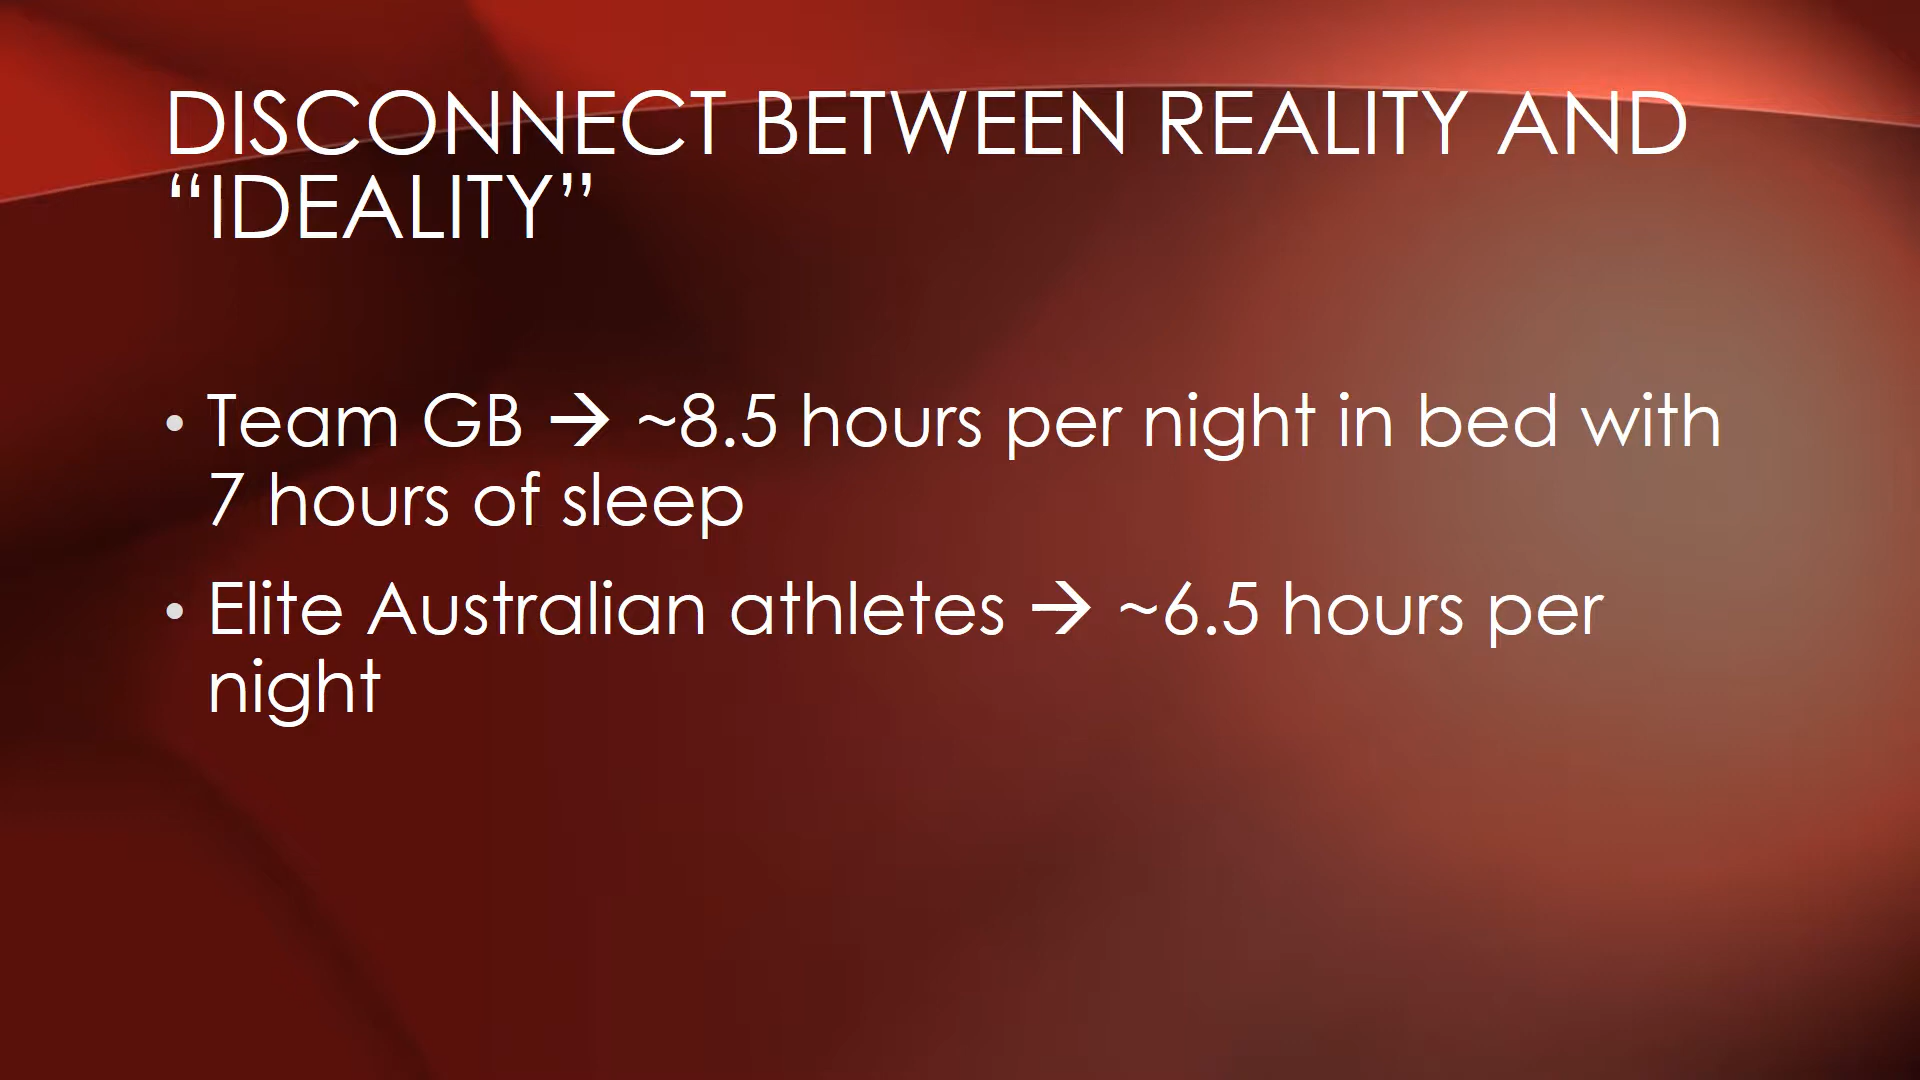 DISCONNECT BETWEEN REALITY AND
“IDEALITY”
• Team GB → ~8.5 hours per night in bed with
7 hours of sleep
• Elite Australian athletes → ~6.5 hours per
night